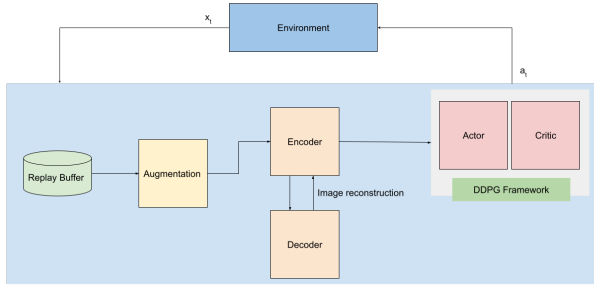 x_t
Environment
a_t
Replay Buffer
Augmentation
Encoder
Image reconstruction
Decoder
Actor
Critic
DDPG Framework